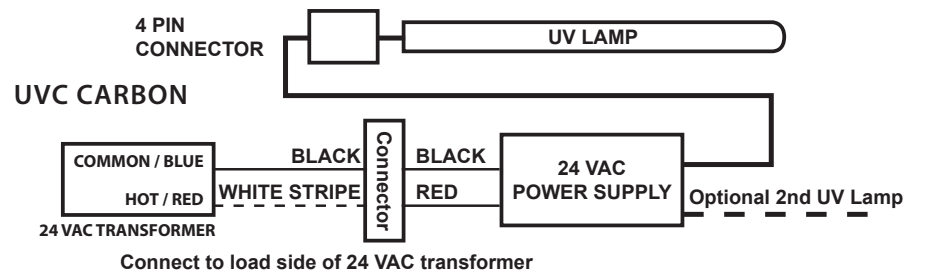 4 PIN
CONNECTOR
UV LAMP
UVC CARBON
COMMON / BLUE
HOT / RED
24 VAC TRANSFORMER
BLACK
WHITE STRIPE
Connector
BLACK
RED
24 VAC
POWER SUPPLY
Optional 2nd UV Lamp
Connect to load side of 24 VAC transformer